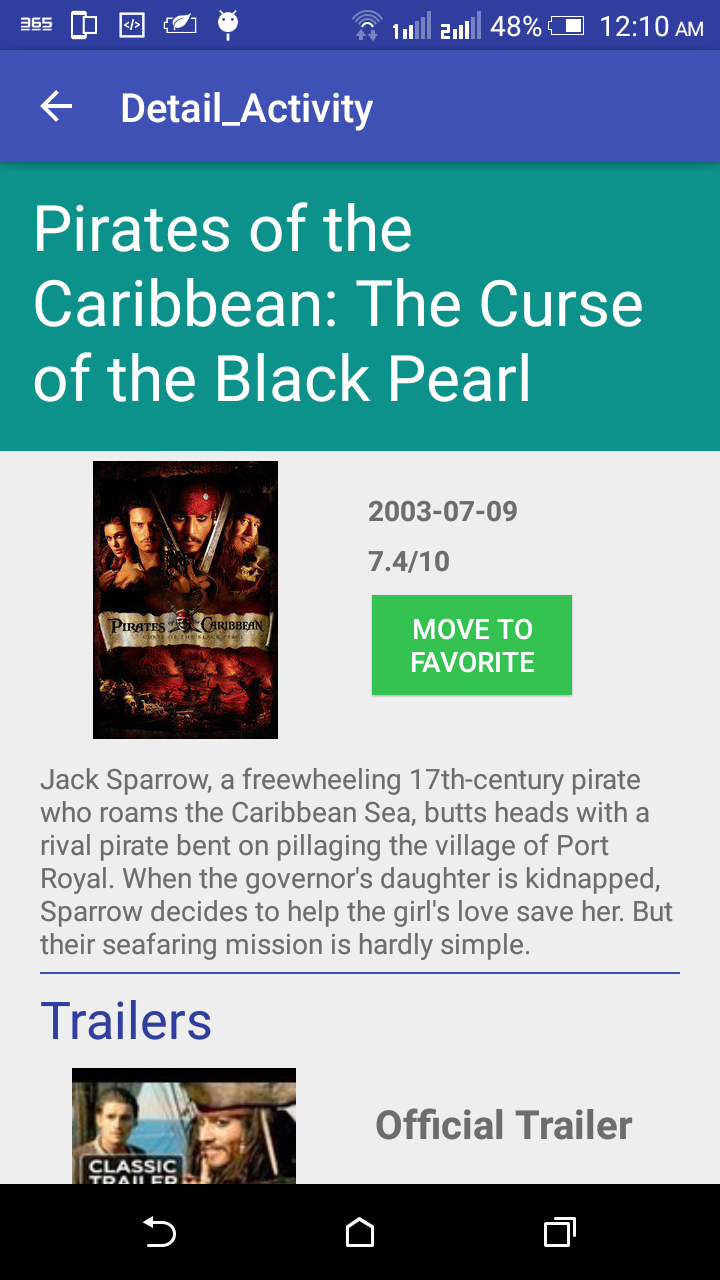 365
1 2 48% 12:10 AM
Detail_Activity
Pirates of the
Caribbean: The Curse
of the Black Pearl
PIRATES of the CARIBBEAN
CURSE OF THE BLACK PEARL
2003-07-09
7.4/10
MOVE TO
FAVORITE
Jack Sparrow, a freewheeling 17th-century pirate
who roams the Caribbean Sea, butts heads with a
rival pirate bent on pillaging the village of Port
Royal. When the governor's daughter is kidnapped,
Sparrow decides to help the girl's love save her. But
their seafaring mission is hardly simple.
Trailers
CLASSIC
TRAILER
Official Trailer